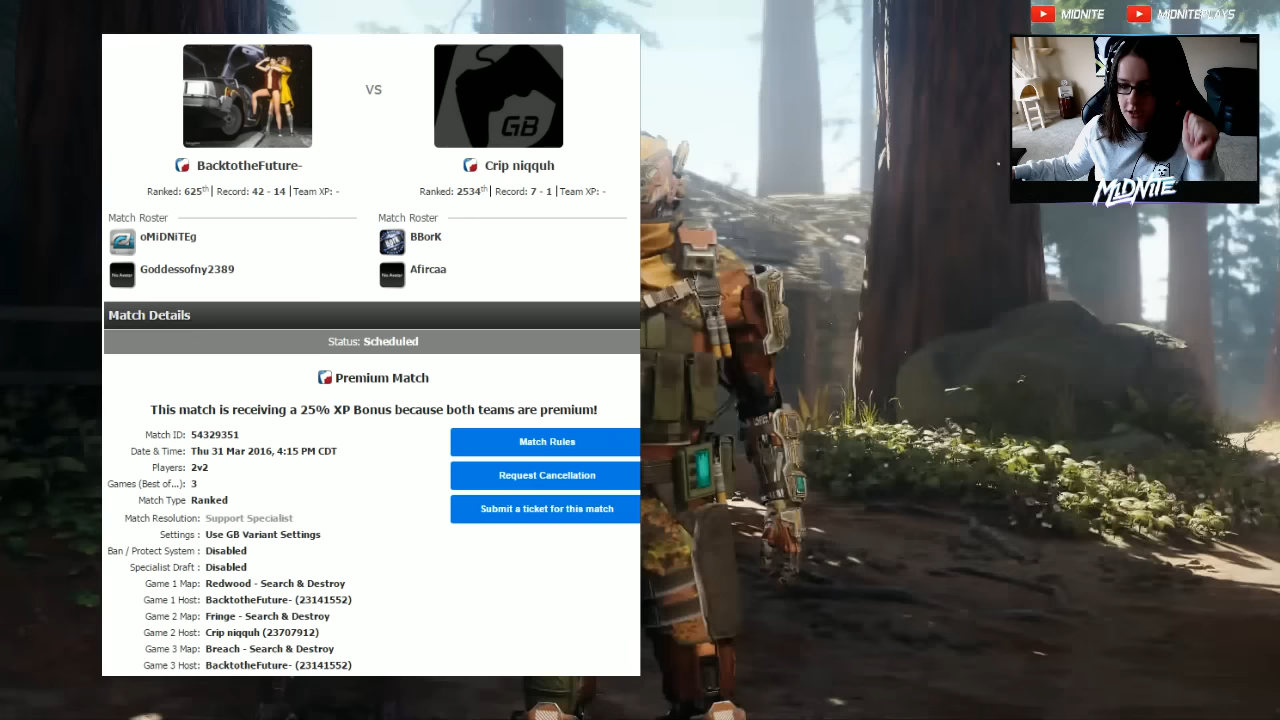 MIDNITE MIDNITEPLAYS
MiDNiTE
GB
VS
BacktotheFuture-
Crip niqquh
Ranked: 625th | Record: 42 - 14 | Team XP: -
Ranked: 2534th | Record: 7 - 1 | Team XP: -
Match Roster
oMiDNiTEg
No Avatar
Goddessofny2389
Match Roster
BBorK
No Avatar
Afircaa
Match Details
Status: Scheduled
Premium Match
This match is receiving a 25% XP Bonus because both teams are premium!
Match ID: 54329351
Date & Time: Thu 31 Mar 2016, 4:15 PM CDT
Players: 2v2
Games (Best of...): 3
Match Type Ranked
Match Resolution: Support Specialist
Settings : Use GB Variant Settings
Ban / Protect System : Disabled
Specialist Draft : Disabled
Game 1 Map: Redwood - Search & Destroy
Game 1 Host: BacktotheFuture- (23141552)
Game 2 Map: Fringe - Search & Destroy
Game 2 Host: Crip niqquh (23707912)
Game 3 Map: Breach - Search & Destroy
Game 3 Host: BacktotheFuture- (23141552)
Match Rules
Request Cancellation
Submit a ticket for this match